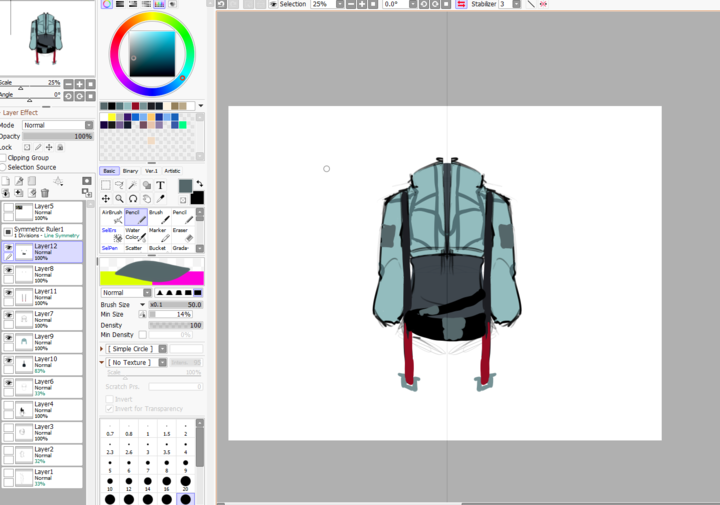 Selection 25% 0.0° Stabilizer 3
Scale 25%
Angle 0°
Layer Effect
Mode Normal
Opacity 100%
Lock
Clipping Group
Selection Source
Layer5
Normal
100%
Symmetric Ruler1
1 Divisions - Line Symmetry
Layer12
Normal
100%
Layer8
Normal
100%
Layer11
Normal
100%
Layer7
Normal
100%
Layer9
Normal
100%
Layer10
Normal
Layer6
Normal
33%
Layer4
Normal
100%
Layer3
Normal
100%
Layer2
Normal
32%
Layer1
Normal
33%
Basic Binary Ver.1 Artistic
T
AirBrush Pencil Brush Pencil
SelErs Water Color Marker Eraser
SelPen Scatter Bucket Grada-
Normal
Brush Size x0.1 50.0
Min Size 14%
Density 100
Min Density 0%
[ Simple Circle ]
[ No Texture ]
Scale 100%
Scratch Prs. 0
Invert
Invert for Transparency
0.7 0.8 1 1.5 2
2.3 2.6 3 3.5 4
5 6 7 8 9
10 12 14 16 20